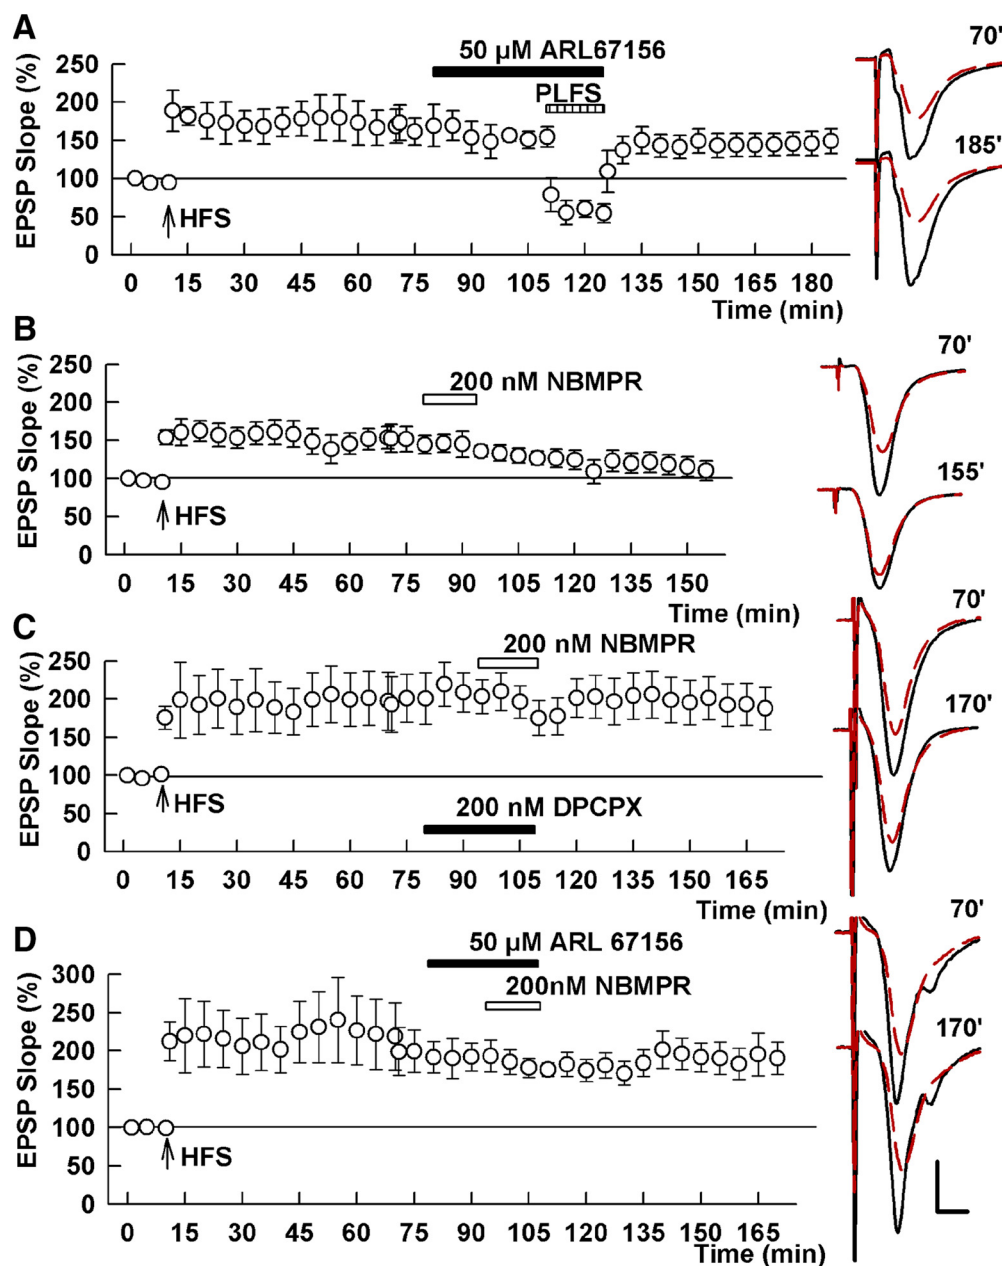 A
50 µM ARL67156
PLFS
EPSP Slope (%)
250
200
150
100
50
0
HFS
0 15 30 45 60 75 90 105 120 135 150 165 180
Time (min)
70'
185'
B
200 nM NBMPR
EPSP Slope (%)
250
200
150
100
50
0
HFS
0 15 30 45 60 75 90 105 120 135 150
Time (min)
70'
155'
C
200 nM NBMPR
EPSP Slope (%)
250
200
150
100
50
0
HFS
200 nM DPCPX
0 15 30 45 60 75 90 105 120 135 150 165
Time (min)
70'
170'
D
50 µM ARL 67156
200nM NBMPR
EPSP Slope (%)
300
250
200
150
100
50
0
HFS
0 15 30 45 60 75 90 105 120 135 150 165
Time (min)
70'
170'